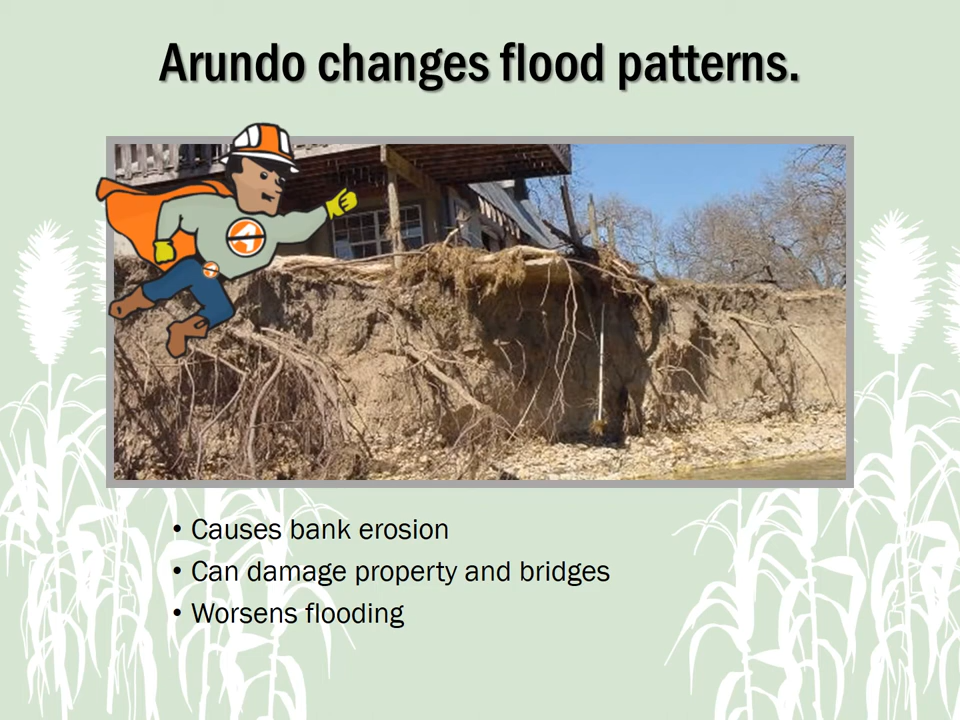 Arundo changes flood patterns.
• Causes bank erosion
• Can damage property and bridges
• Worsens flooding